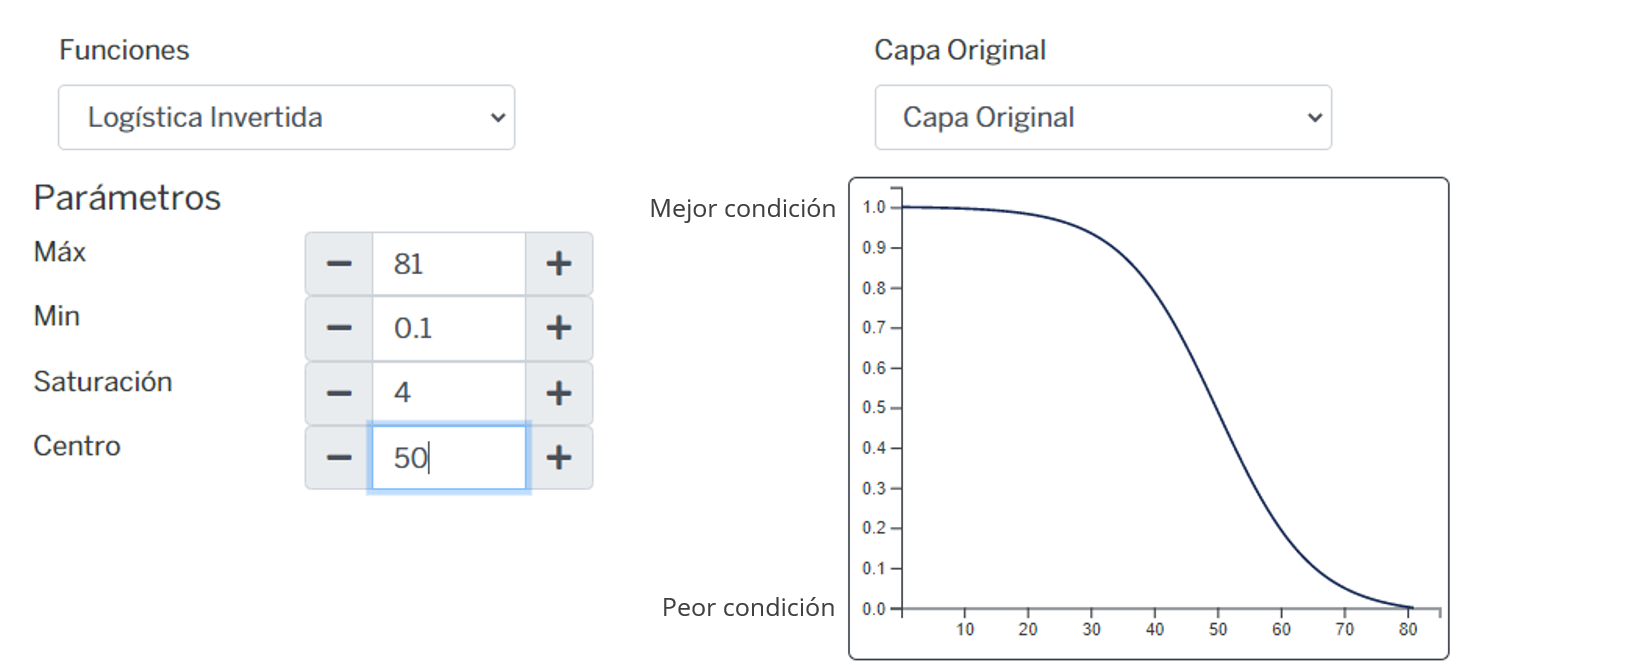 Funciones
Logística Invertida
Capa Original
Capa Original
Parámetros
Máx
81
Min
0.1
Saturación
4
Centro
50
Mejor condición
Peor condición
1.0
0.9
0.8
0.7
0.6
0.5
0.4
0.3
0.2
0.1
0.0
10 20 30 40 50 60 70 80